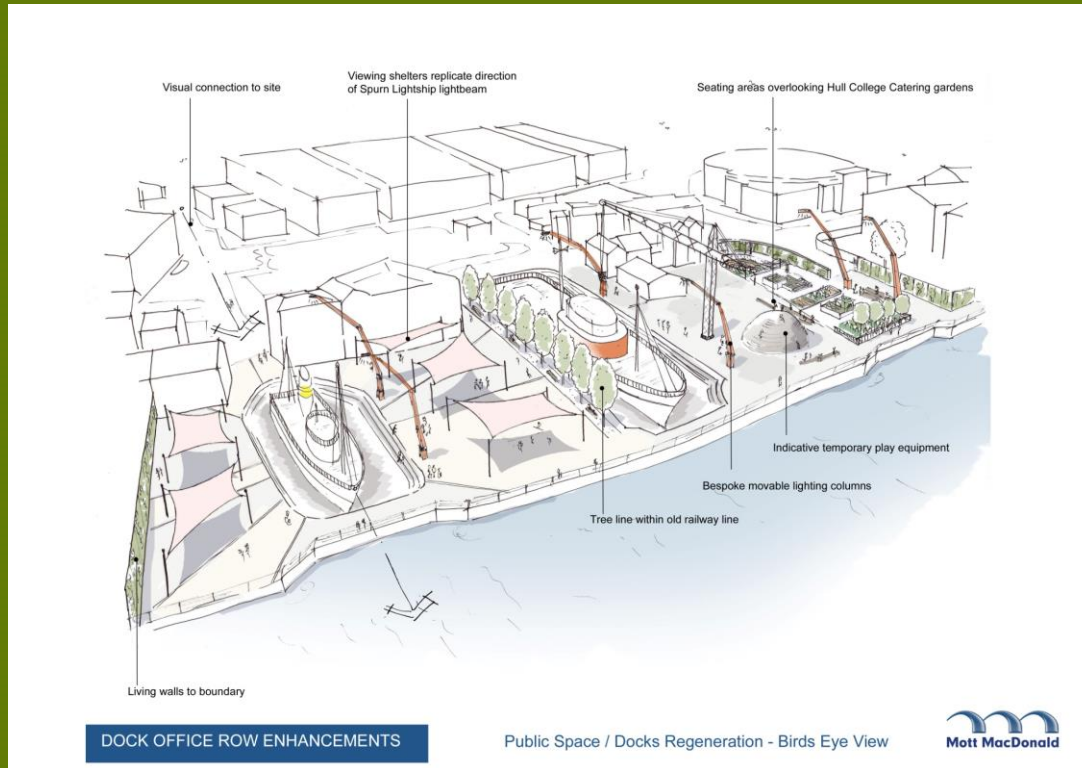 Visual connection to site
Viewing shelters replicate direction
of Spurn Lightship lightbeam
Seating areas overlooking Hull College Catering gardens
Indicative temporary play equipment
Bespoke movable lighting columns
Tree line within old railway line
Living walls to boundary
DOCK OFFICE ROW ENHANCEMENTS
Public Space / Docks Regeneration - Birds Eye View
Mott MacDonald